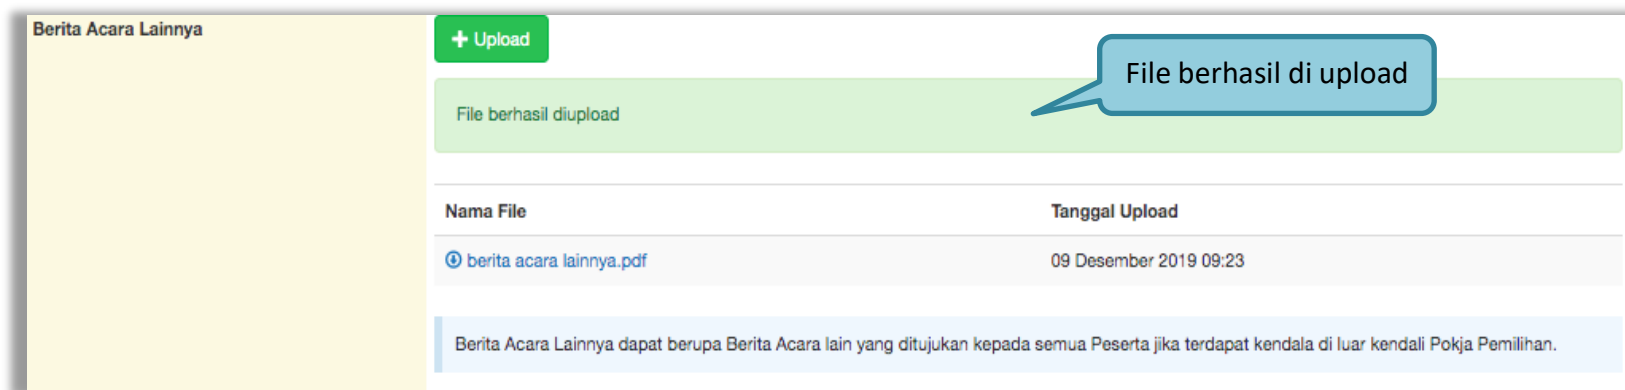 Berita Acara Lainnya
+ Upload
File berhasil di upload
File berhasil diupload
Nama File Tanggal Upload
berita acara lainnya.pdf 09 Desember 2019 09:23
Berita Acara Lainnya dapat berupa Berita Acara lain yang ditujukan kepada semua Peserta jika terdapat kendala di luar kendali Pokja Pemilihan.